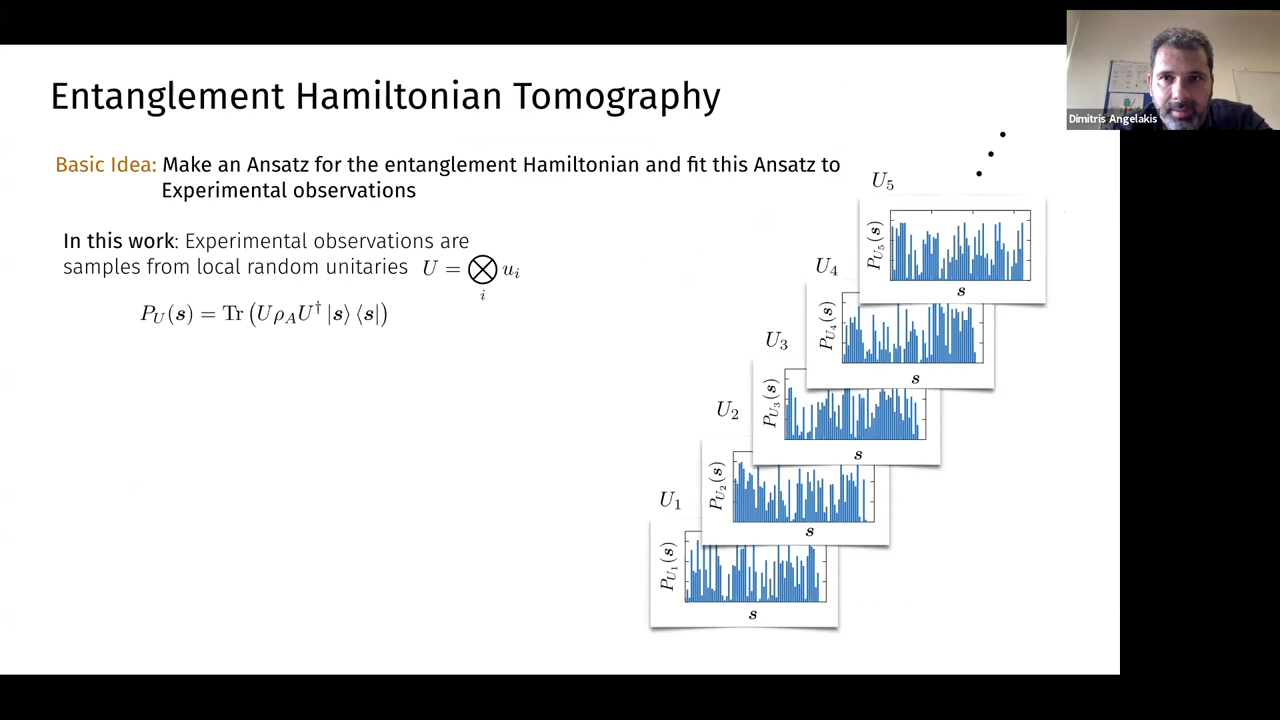 Entanglement Hamiltonian Tomography
Dimitris Angelakis
Basic Idea: Make an Ansatz for the entanglement Hamiltonian and fit this Ansatz to
Experimental observations
In this work: Experimental observations are
samples from local random unitaries U = ⨂_i u_i
P_U(s) = Tr (Uρ_A U† |s⟩ ⟨s|)
U_5
P_{U_5}(s)
s
U_4
P_{U_4}(s)
s
U_3
P_{U_3}(s)
s
U_2
P_{U_2}(s)
s
U_1
P_{U_1}(s)
s